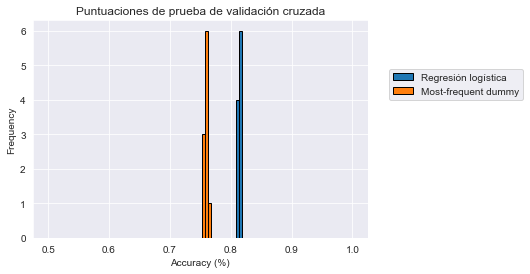 Puntuaciones de prueba de validación cruzada
6
5
4
3
2
1
0
Frequency
0.5 0.6 0.7 0.8 0.9 1.0
Accuracy (%)
Regresión logística
Most-frequent dummy